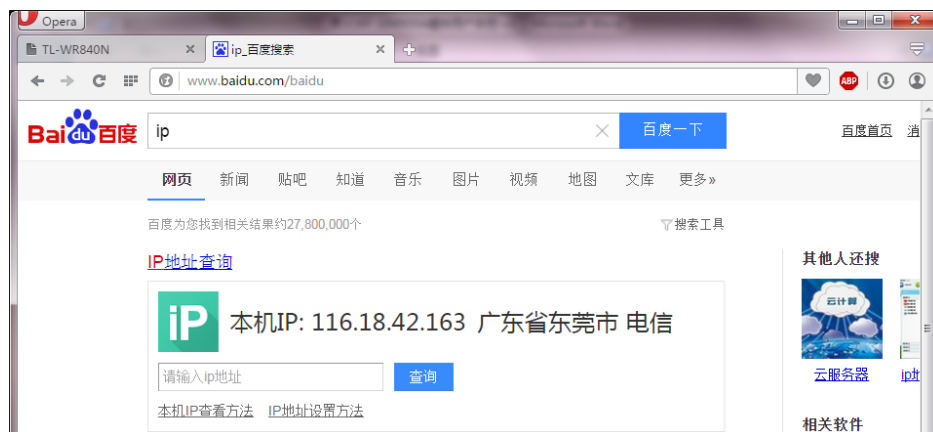 Opera
TL-WR840N
ip_百度搜索
www.baidu.com/baidu
ABP
Bai du 百度
ip
百度一下
百度首页 消
网页 新闻 贴吧 知道 音乐 图片 视频 地图 文库 更多»
百度为您找到相关结果约27,800,000个
搜索工具
IP地址查询
iP
本机IP: 116.18.42.163 广东省东莞市 电信
请输入ip地址
查询
本机IP查看方法 IP地址设置方法
其他人还搜
云计算
云服务器
ip地
相关软件